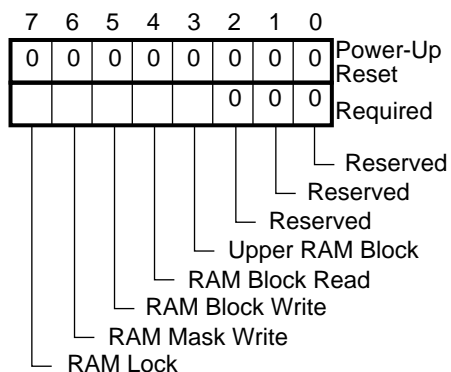 7 6 5 4 3 2 1 0
0 0 0 0 0 0 0 0 Power-Up
Reset
0 0 0 Required
Reserved
Reserved
Reserved
Upper RAM Block
RAM Block Read
RAM Block Write
RAM Mask Write
RAM Lock